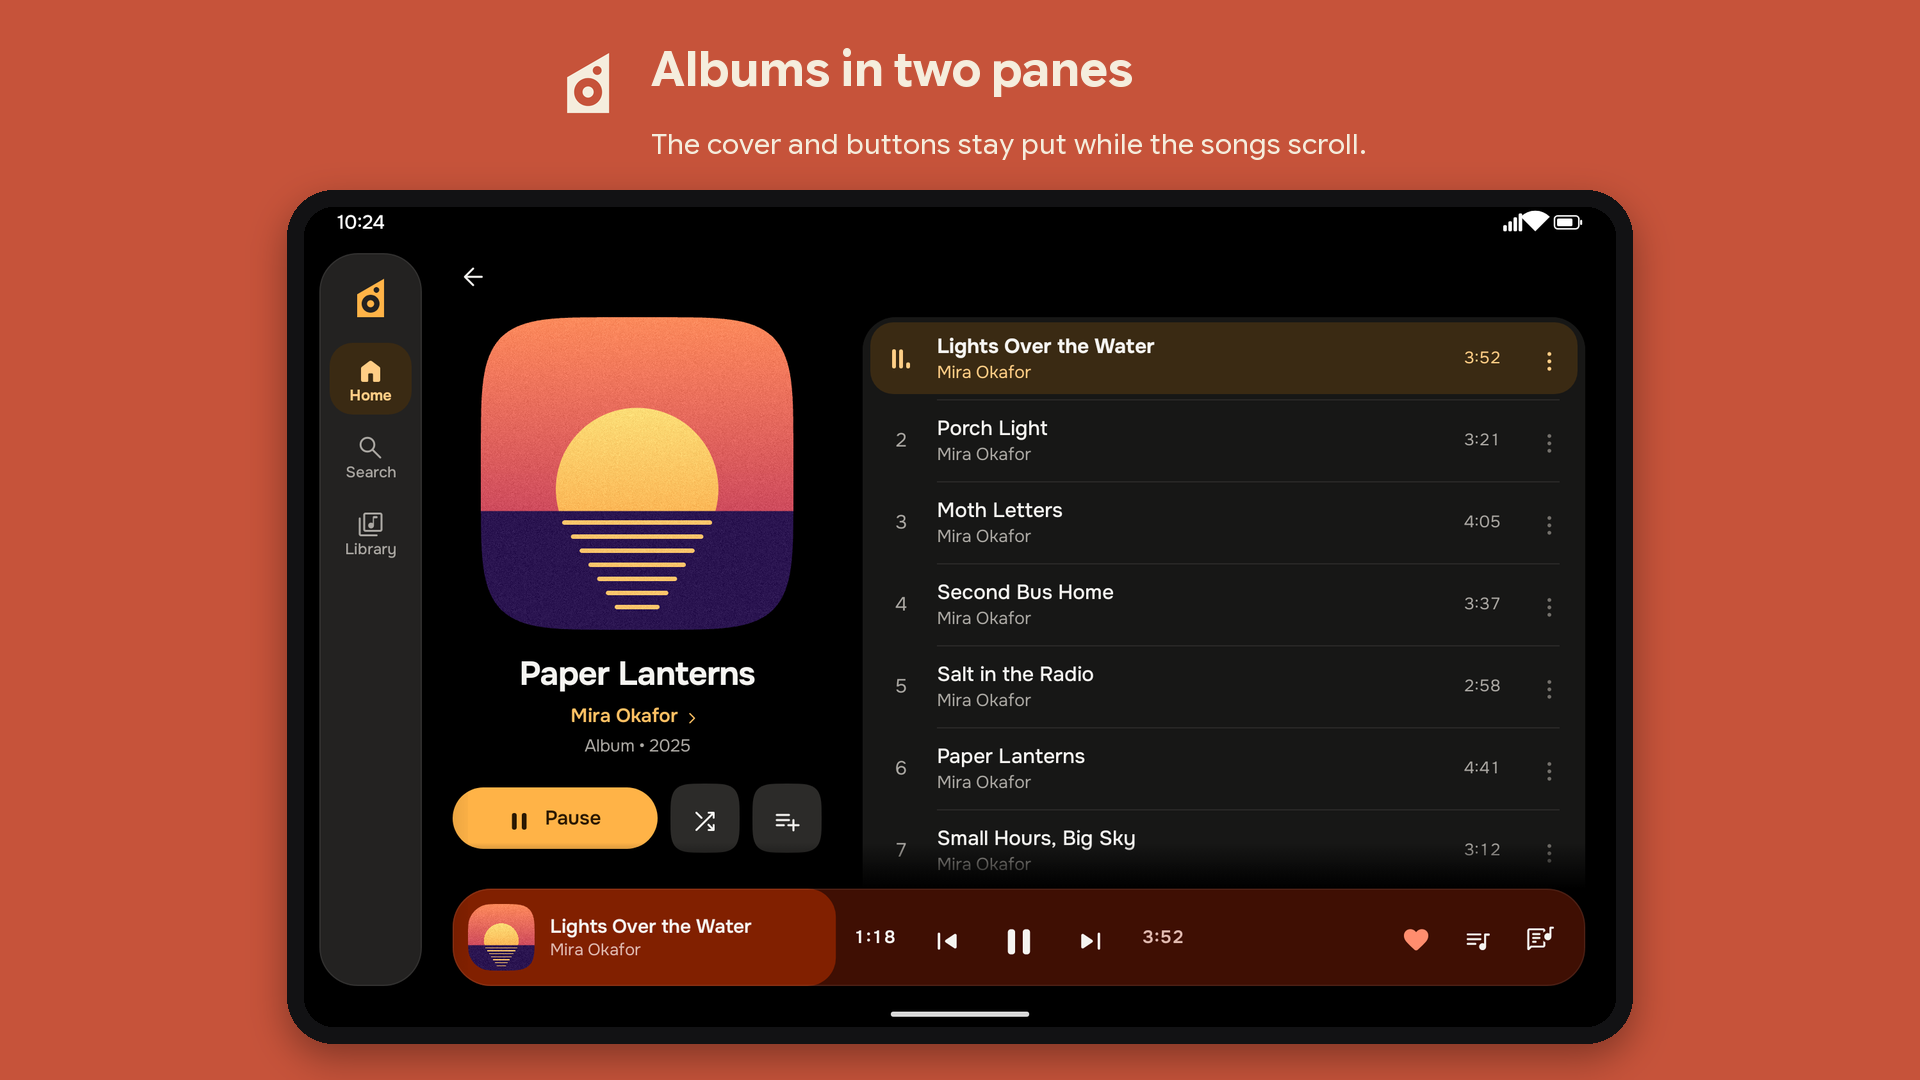 Albums in two panes
The cover and buttons stay put while the songs scroll.
10:24
Home
Search
Library
Paper Lanterns
Mira Okafor
Album • 2025
Pause
Lights Over the Water
Mira Okafor
3:52
2
Porch Light
Mira Okafor
3:21
3
Moth Letters
Mira Okafor
4:05
4
Second Bus Home
Mira Okafor
3:37
5
Salt in the Radio
Mira Okafor
2:58
6
Paper Lanterns
Mira Okafor
4:41
7
Small Hours, Big Sky
Mira Okafor
3:12
Lights Over the Water
Mira Okafor
1:18
3:52